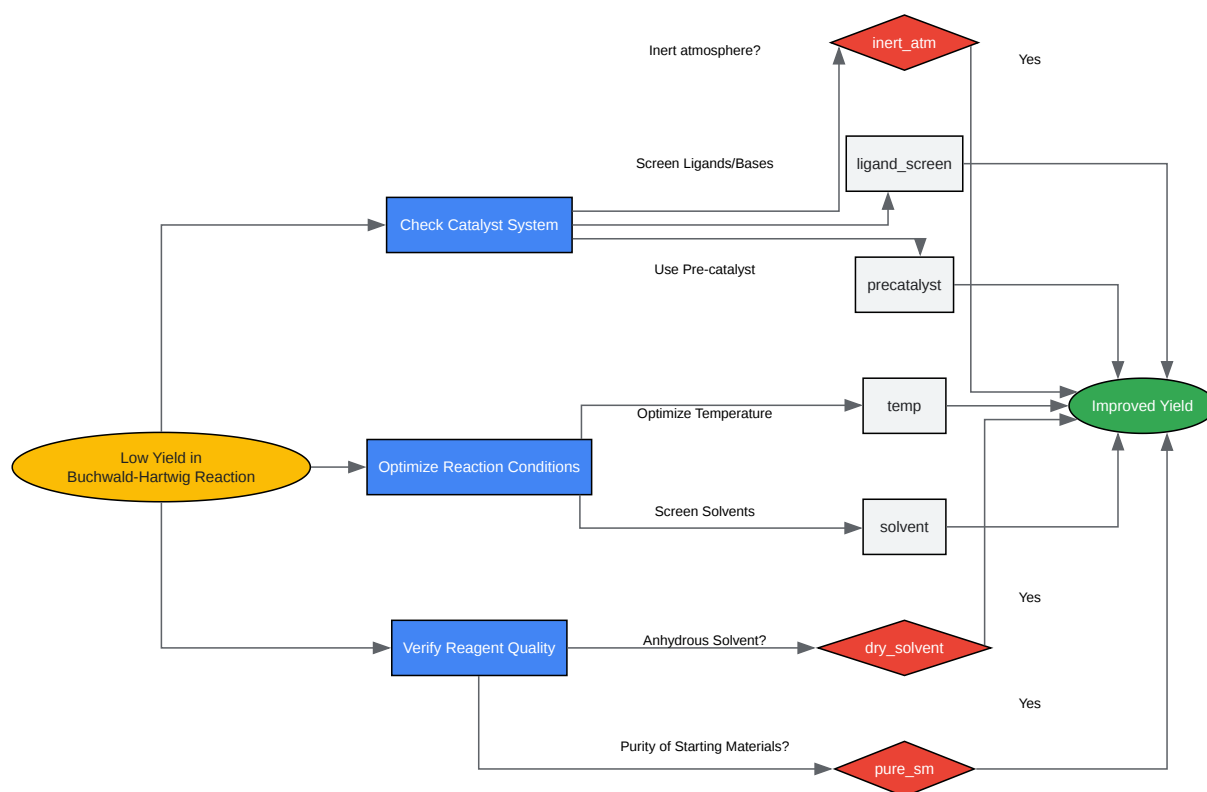 inert_atm
Inert atmosphere?
Yes
Screen Ligands/Bases
ligand_screen
Check Catalyst System
Use Pre-catalyst
precatalyst
Optimize Temperature
temp
Improved Yield
Low Yield in
Buchwald-Hartwig Reaction
Optimize Reaction Conditions
Screen Solvents
solvent
Yes
Verify Reagent Quality
Anhydrous Solvent?
dry_solvent
Yes
Purity of Starting Materials?
pure_sm